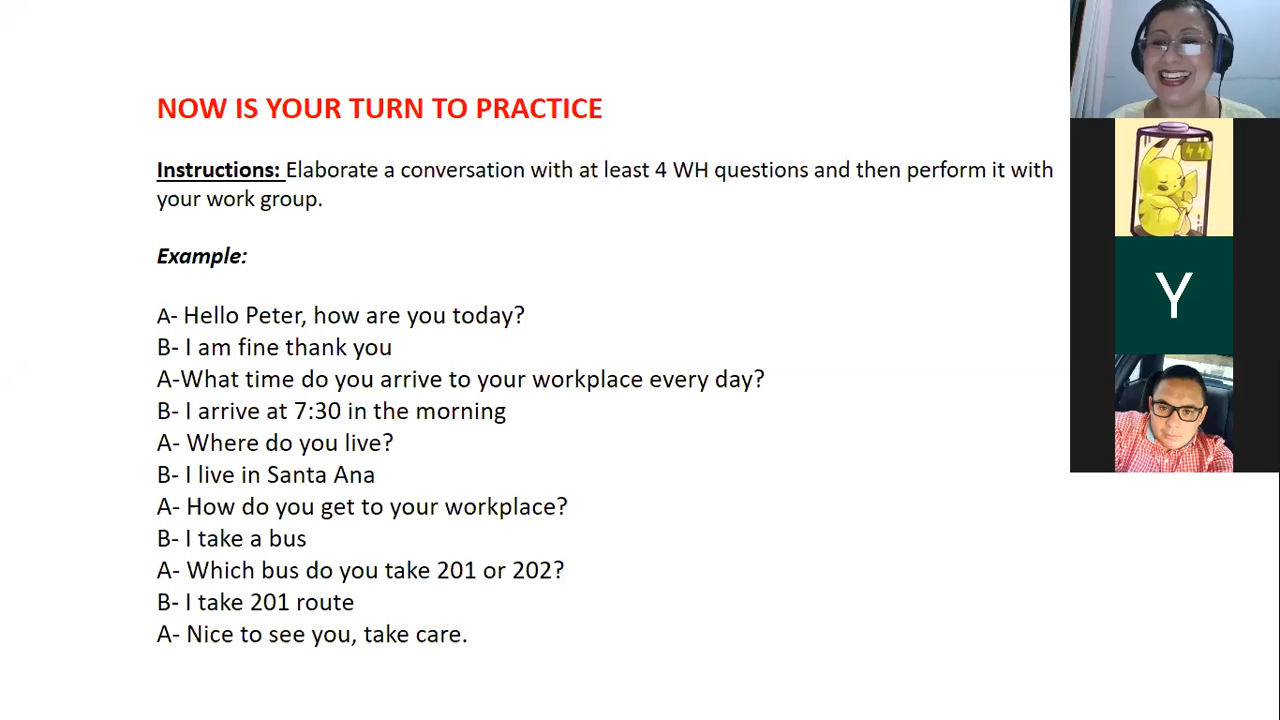 NOW IS YOUR TURN TO PRACTICE
Instructions: Elaborate a conversation with at least 4 WH questions and then perform it with
your work group.
Example:
A- Hello Peter, how are you today?
B- I am fine thank you
A-What time do you arrive to your workplace every day?
B- I arrive at 7:30 in the morning
A- Where do you live?
B- I live in Santa Ana
A- How do you get to your workplace?
B- I take a bus
A- Which bus do you take 201 or 202?
B- I take 201 route
A- Nice to see you, take care.
Y